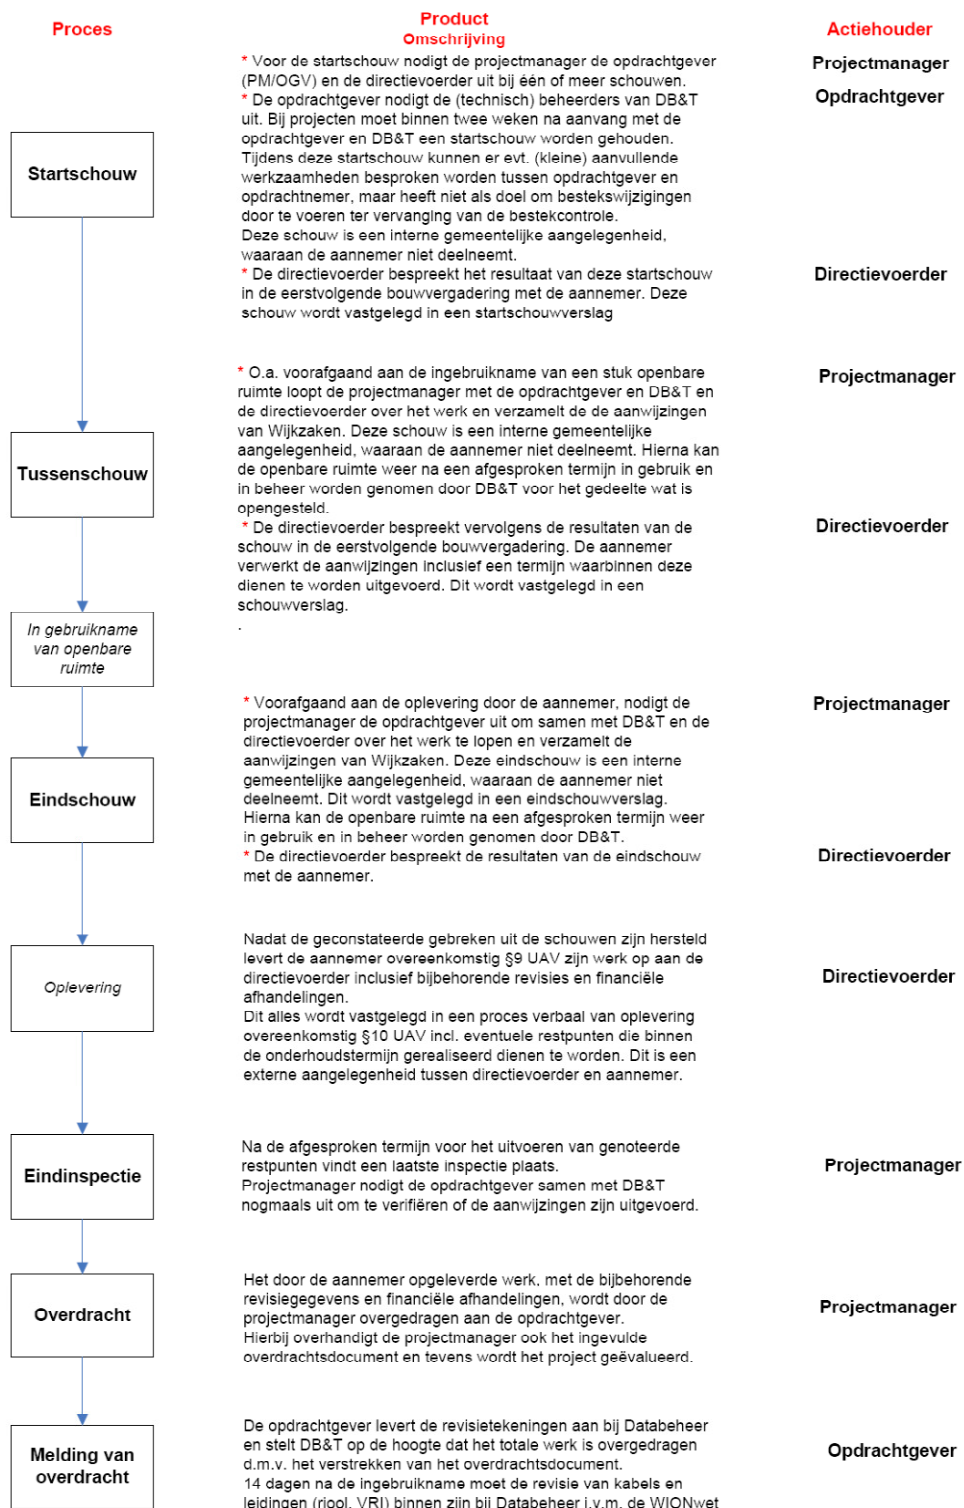 Proces
Product
Omschrijving
Actiehouder
* Voor de startschouw nodigt de projectmanager de opdrachtgever
(PM/OGV) en de directievoerder uit bij één of meer schouwen.
Projectmanager
* De opdrachtgever nodigt de (technisch) beheerders van DB&T
Opdrachtgever
uit. Bij projecten moet binnen twee weken na aanvang met de
opdrachtgever en DB&T een startschouw worden gehouden.
Tijdens deze startschouw kunnen er evt. (kleine) aanvullende
werkzaamheden besproken worden tussen opdrachtgever en
opdrachtnemer, maar heeft niet als doel om bestekswijzigingen
door te voeren ter vervanging van de bestekcontrole.
Deze schouw is een interne gemeentelijke aangelegenheid,
waaraan de aannemer niet deelneemt.
Startschouw
* De directievoerder bespreekt het resultaat van deze startschouw
in de eerstvolgende bouwvergadering met de aannemer. Deze
schouw wordt vastgelegd in een startschouwverslag
Directievoerder
* O.a. voorafgaand aan de ingebruikname van een stuk openbare
ruimte loopt de projectmanager met de opdrachtgever en DB&T en
de directievoerder over het werk en verzamelt de de aanwijzingen
van Wijkzaken. Deze schouw is een interne gemeentelijke
aangelegenheid, waaraan de aannemer niet deelneemt. Hierna kan
de openbare ruimte weer na een afgesproken termijn in gebruik en
in beheer worden genomen door DB&T voor het gedeelte wat is
opengesteld.
Projectmanager
Tussenschouw
* De directievoerder bespreekt vervolgens de resultaten van de
schouw in de eerstvolgende bouwvergadering. De aannemer
verwerkt de aanwijzingen inclusief een termijn waarbinnen deze
dienen te worden uitgevoerd. Dit wordt vastgelegd in een
schouwverslag.
.
Directievoerder
In gebruikname
van openbare
ruimte
* Voorafgaand aan de oplevering door de aannemer, nodigt de
projectmanager de opdrachtgever uit om samen met DB&T en de
directievoerder over het werk te lopen en verzamelt de
aanwijzingen van Wijkzaken. Deze eindschouw is een interne
gemeentelijke aangelegenheid, waaraan de aannemer niet
deelneemt. Dit wordt vastgelegd in een eindschouwverslag.
Hierna kan de openbare ruimte na een afgesproken termijn weer
in gebruik en in beheer worden genomen door DB&T.
Projectmanager
Eindschouw
* De directievoerder bespreekt de resultaten van de eindschouw
met de aannemer.
Directievoerder
Oplevering
Nadat de geconstateerde gebreken uit de schouwen zijn hersteld
levert de aannemer overeenkomstig §9 UAV zijn werk op aan de
directievoerder inclusief bijbehorende revisies en financiële
afhandelingen.
Dit alles wordt vastgelegd in een proces verbaal van oplevering
overeenkomstig §10 UAV incl. eventuele restpunten die binnen
de onderhoudstermijn gerealiseerd dienen te worden. Dit is een
externe aangelegenheid tussen directievoerder en aannemer.
Directievoerder
Eindinspectie
Na de afgesproken termijn voor het uitvoeren van genoteerde
restpunten vindt een laatste inspectie plaats.
Projectmanager nodigt de opdrachtgever samen met DB&T
nogmaals uit om te verifiëren of de aanwijzingen zijn uitgevoerd.
Projectmanager
Overdracht
Het door de aannemer opgeleverde werk, met de bijbehorende
revisiegegevens en financiële afhandelingen, wordt door de
projectmanager overgedragen aan de opdrachtgever.
Hierbij overhandigt de projectmanager ook het ingevulde
overdrachtsdocument en tevens wordt het project geëvalueerd.
Projectmanager
Melding van
overdracht
De opdrachtgever levert de revisietekeningen aan bij Databeheer
en stelt DB&T op de hoogte dat het totale werk is overgedragen
d.m.v. het verstrekken van het overdrachtsdocument.
14 dagen na de ingebruikname moet de revisie van kabels en
leidingen (riool, VRI) binnen zijn bij Databeheer i.v.m. de WIONwet
Opdrachtgever